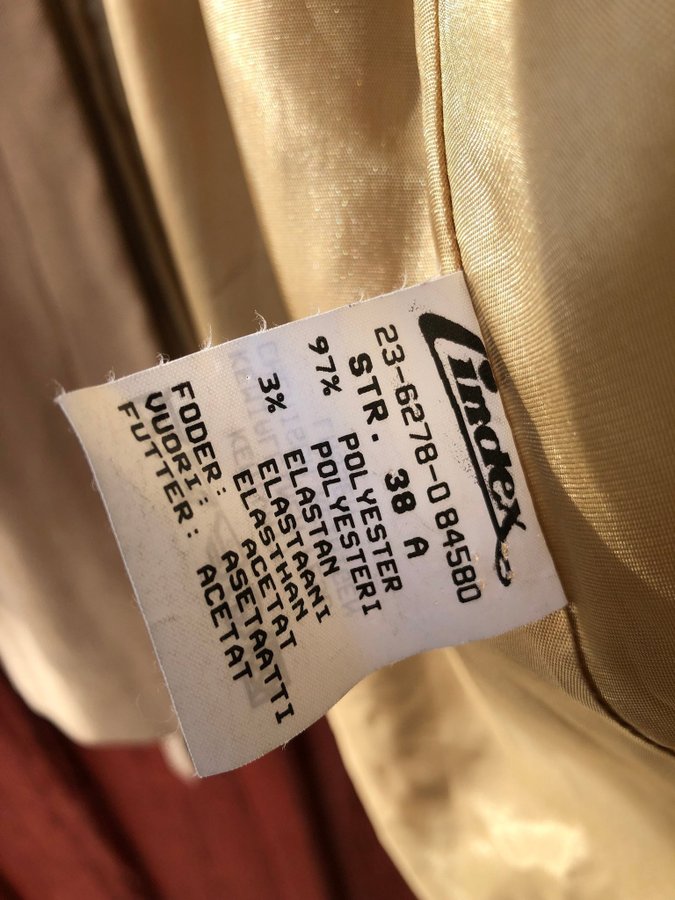 Lindex
23-6278-0 84580
STR. 38 A
97% POLYESTER
POLYESTERI
3% ELASTAN
ELASTAANI
ELASTHAN
FODER: ACETAT
VUORI: ASETAATTI
FUTTER: ACETAT